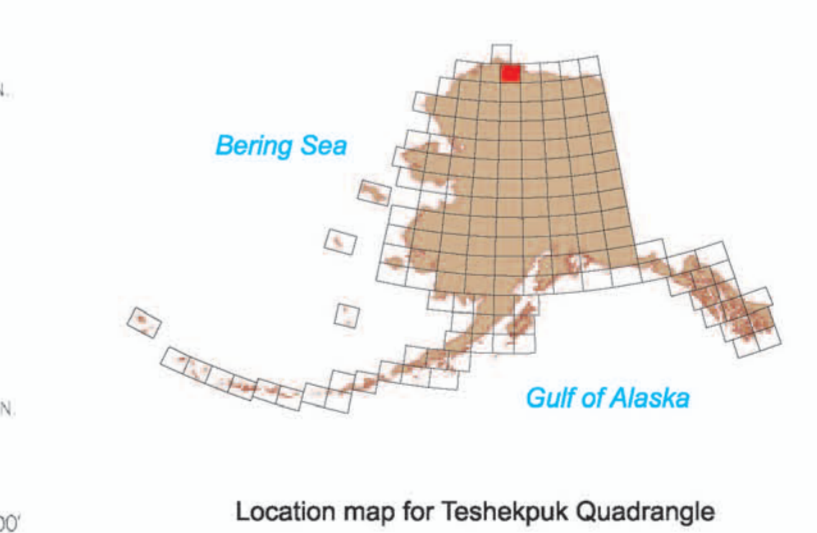 N.
Bering Sea
Gulf of Alaska
N.
Location map for Teshekpuk Quadrangle
00'